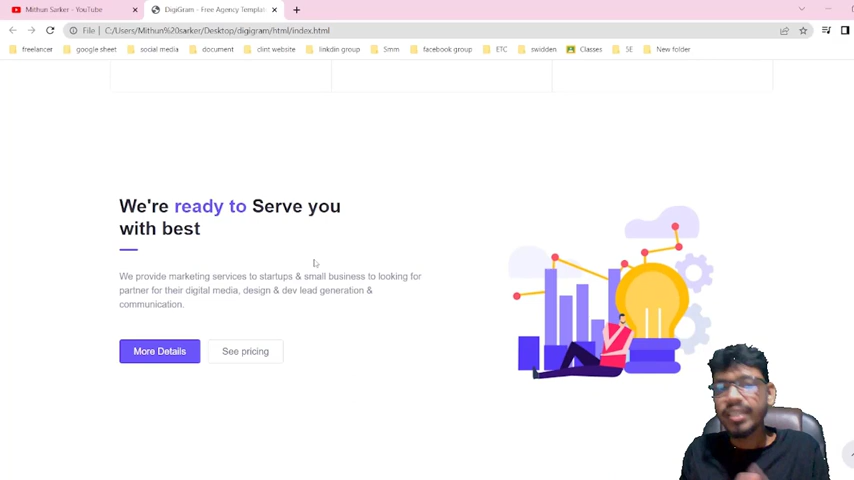 Mithun Sarker - YouTube
DigiGram - Free Agency Templat
File
C:/Users/Mithun%20sarker/Desktop/digigram/html/index.html
freelancer
google sheet
social media
document
clint website
linkdin group
Smm
facebook group
ETC
swidden
Classes
SE
New folder
We're ready to Serve you
with best
We provide marketing services to startups & small business to looking for
partner for their digital media, design & dev lead generation &
communication.
More Details
See pricing